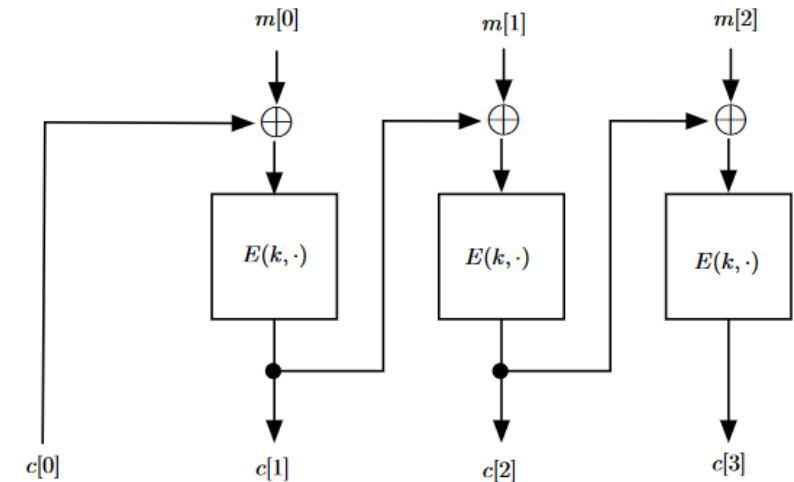 m[0]
m[1]
m[2]
E(k, ·)
E(k, ·)
E(k, ·)
c[0]
c[1]
c[2]
c[3]